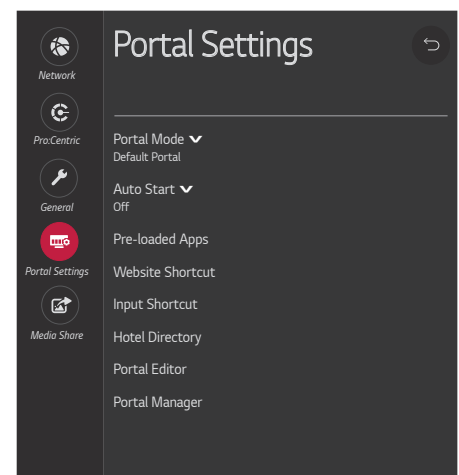 Portal Settings
Network
Pro:Centric
General
Portal Settings
Media Share
Portal Mode
Default Portal
Auto Start
Off
Pre-loaded Apps
Website Shortcut
Input Shortcut
Hotel Directory
Portal Editor
Portal Manager